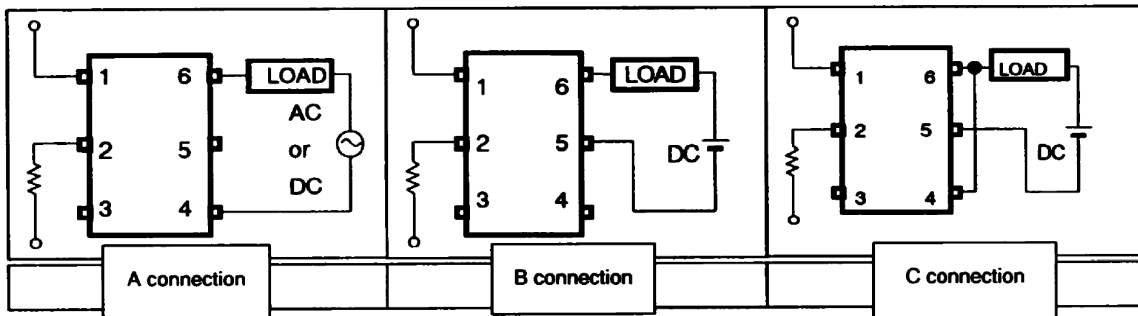 1 6 LOAD
AC
2 5 or
DC
3 4
A connection
1 6 LOAD
2 5 DC
3 4
B connection
1 6 LOAD
2 5 DC
3 4
C connection